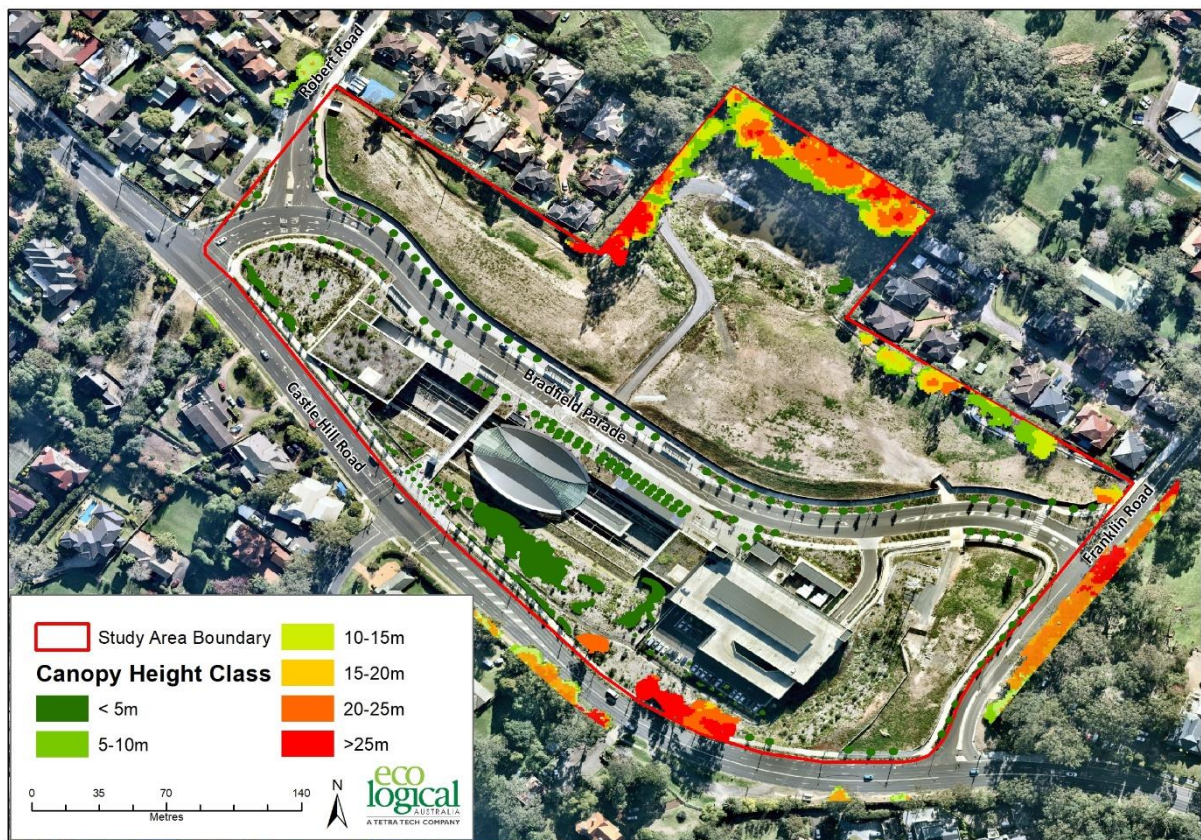 Robert Road
Bradfield Parade
Castle Hill Road
Franklin Road
Study Area Boundary
Canopy Height Class
< 5m
5-10m
10-15m
15-20m
20-25m
>25m
0 35 70 140
Metres
N
eco
logical
AUSTRALIA
A TETRA TECH COMPANY